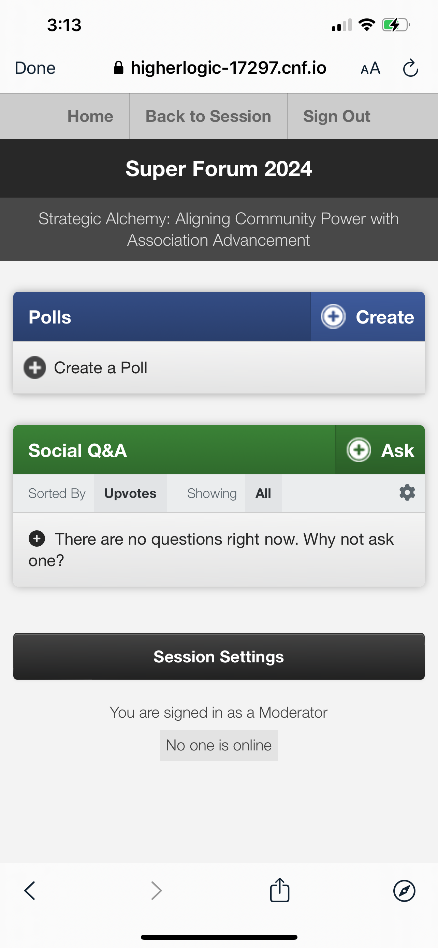 3:13
Done
higherlogic-17297.cnf.io
AA
Home
Back to Session
Sign Out
Super Forum 2024
Strategic Alchemy: Aligning Community Power with
Association Advancement
Polls
Create
Create a Poll
Social Q&A
Ask
Sorted By
Upvotes
Showing
All
There are no questions right now. Why not ask
one?
Session Settings
You are signed in as a Moderator
No one is online